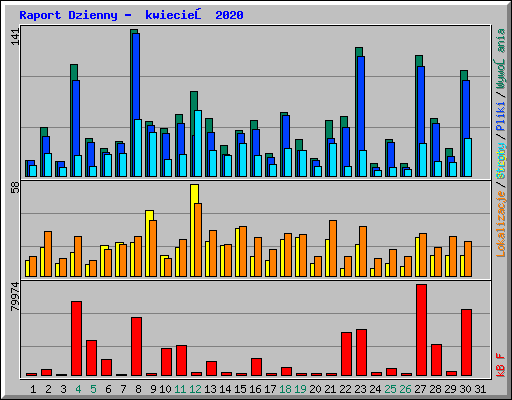 Raport Dzienny - kwiecieĹ 2020
141
58
79974
WywoĹania / Pliki / Strony
Lokalizacje /
kB F
1 2 3 4 5 6 7 8 9 10 11 12 13 14 15 16 17 18 19 20 21 22 23 24 25 26 27 28 29 30 31